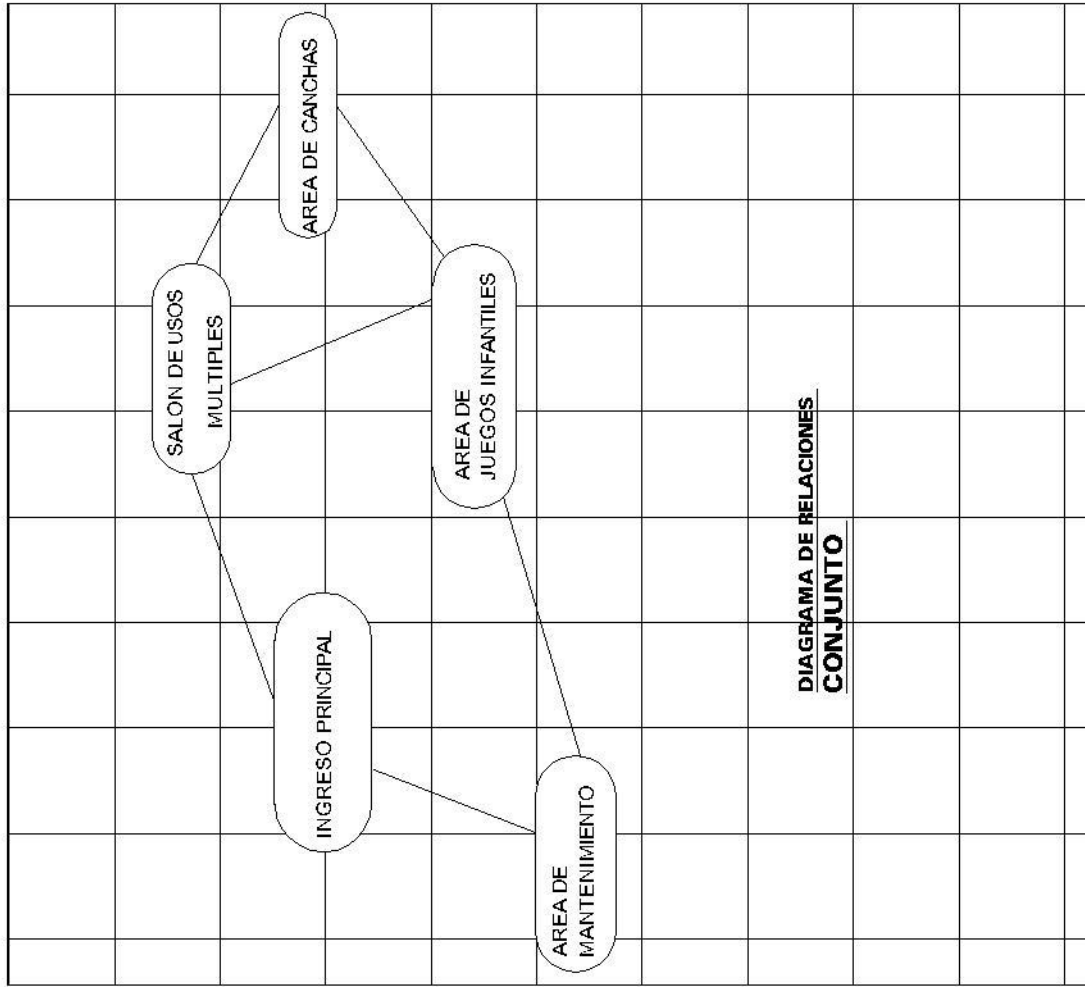 SALON DE USOS
MULTIPLES
AREA DE CANCHAS
INGRESO PRINCIPAL
AREA DE
JUEGOS INFANTILES
AREA DE
MANTENIMIENTO
DIAGRAMA DE RELACIONES
CONJUNTO